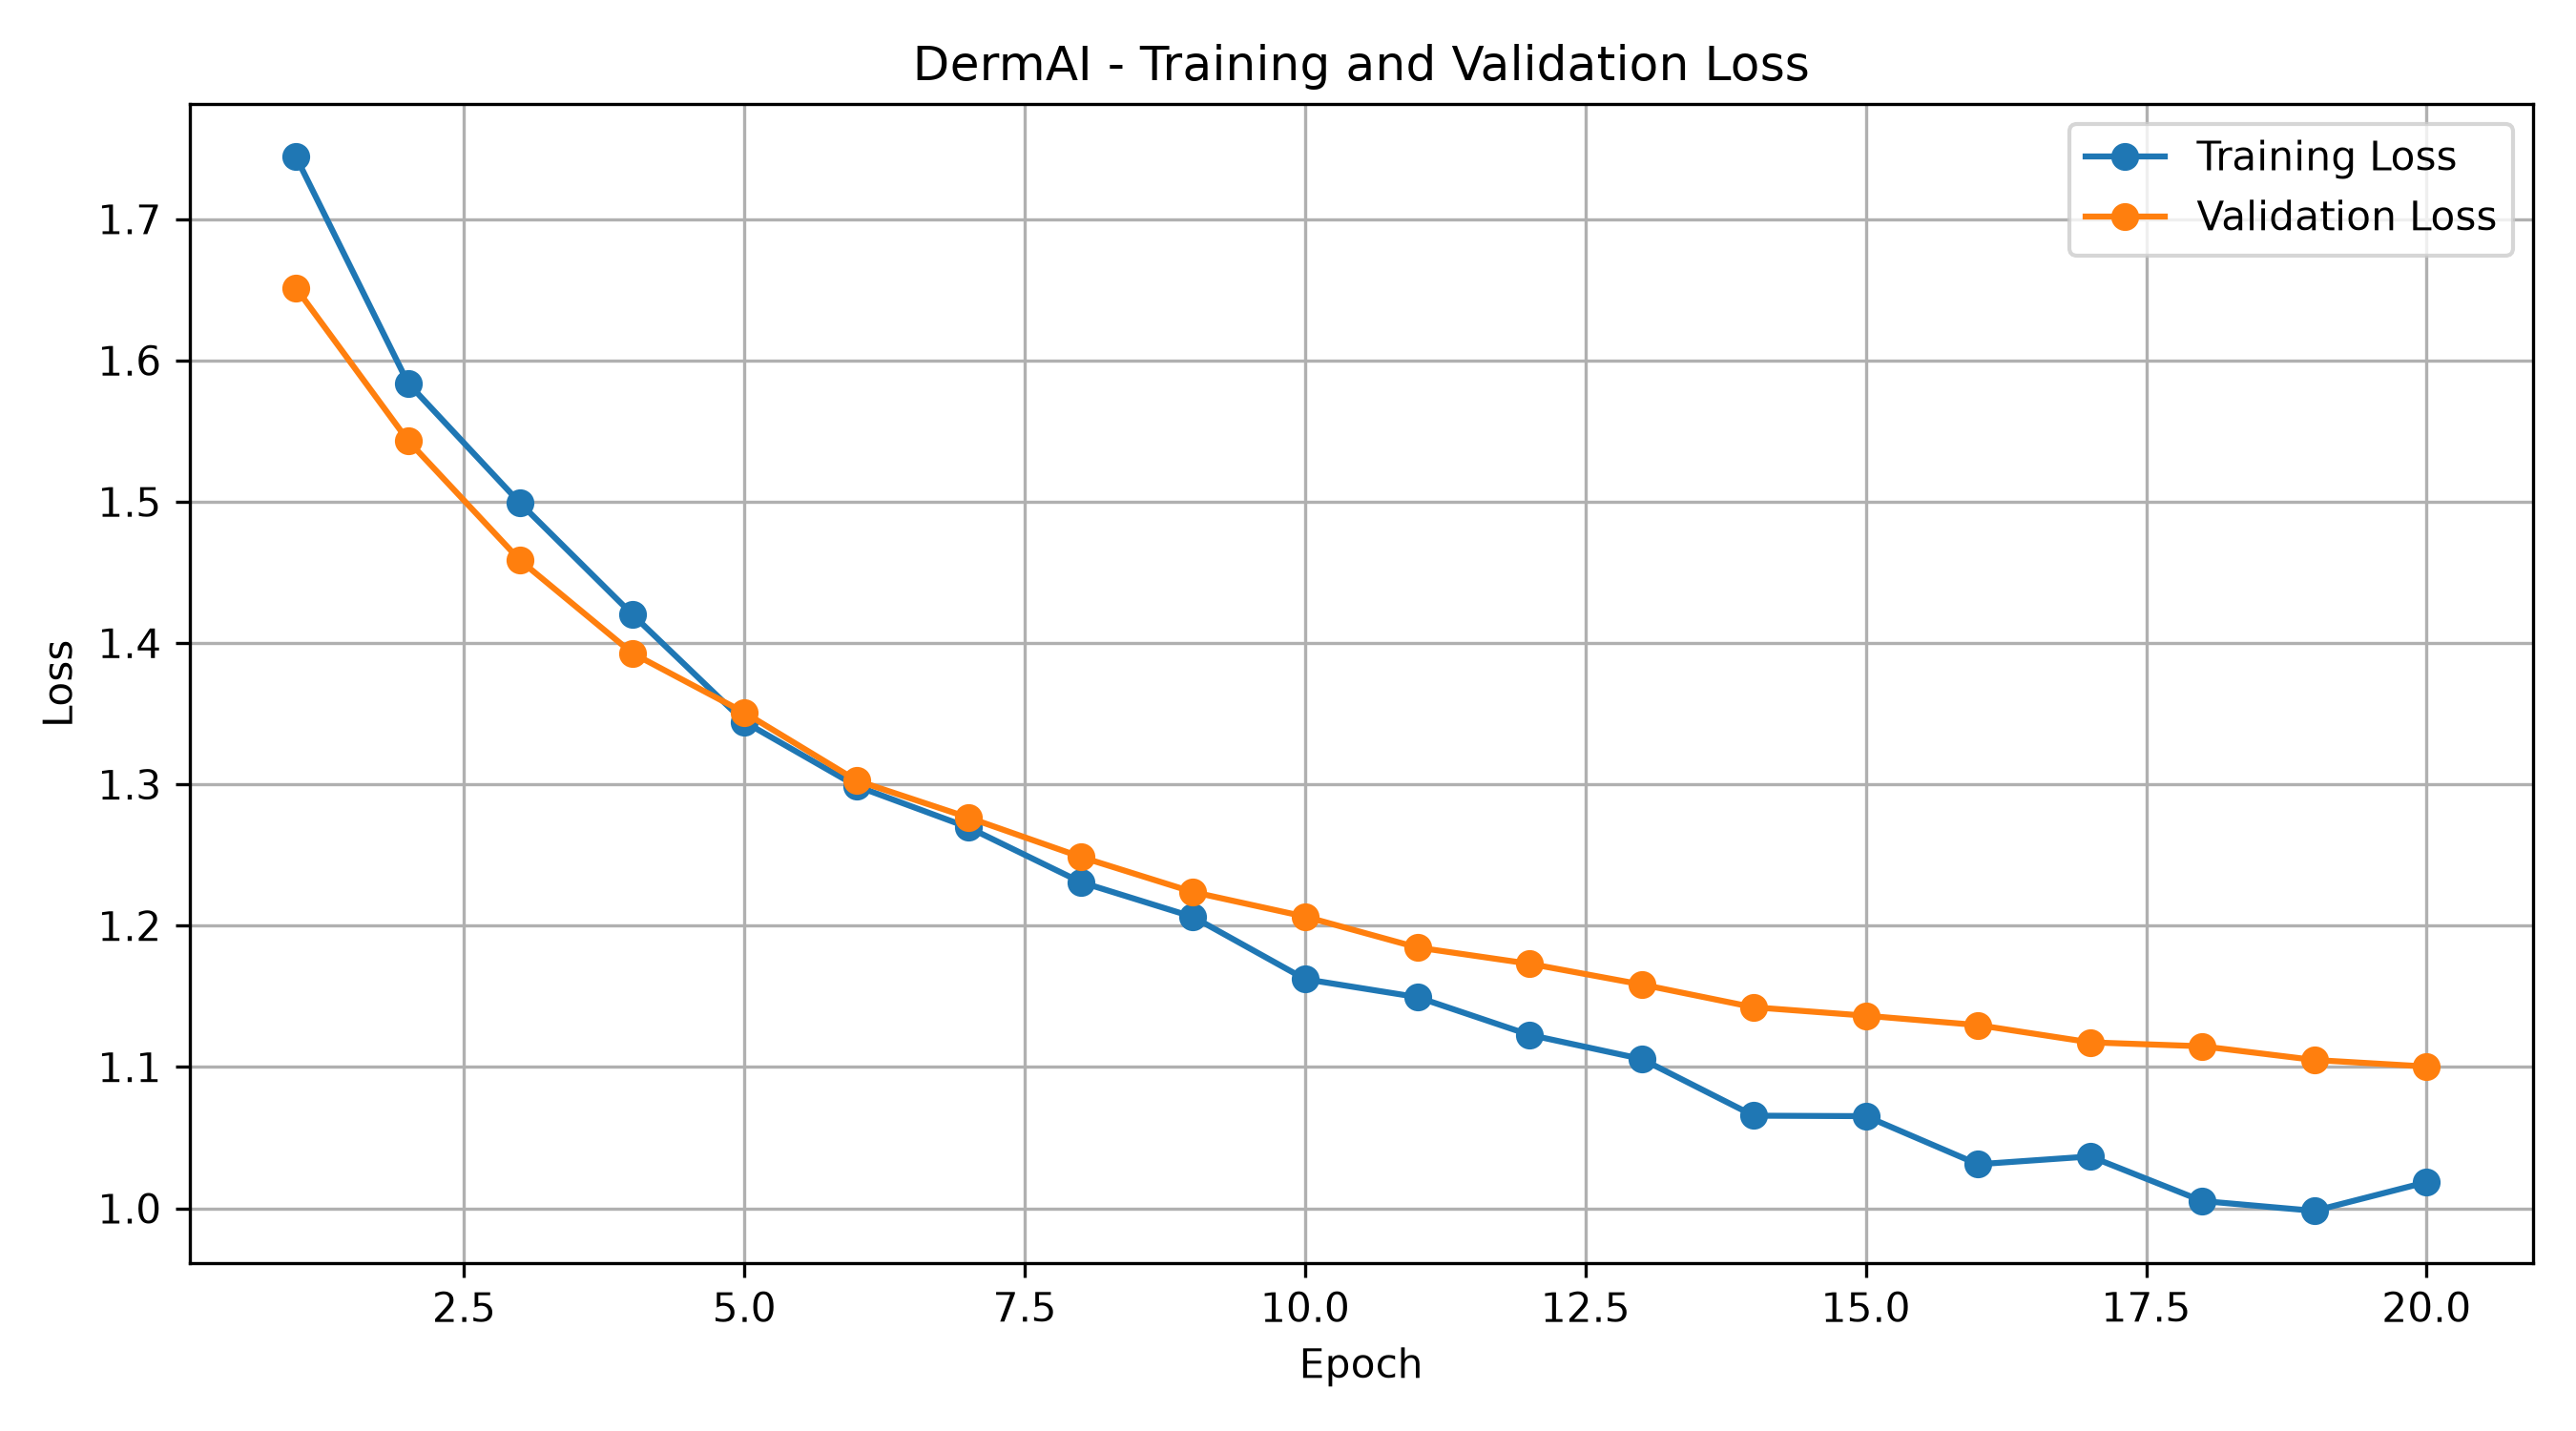 DermAI - Training and Validation Loss
Training Loss
Validation Loss
Loss
1.7
1.6
1.5
1.4
1.3
1.2
1.1
1.0
2.5 5.0 7.5 10.0 12.5 15.0 17.5 20.0
Epoch